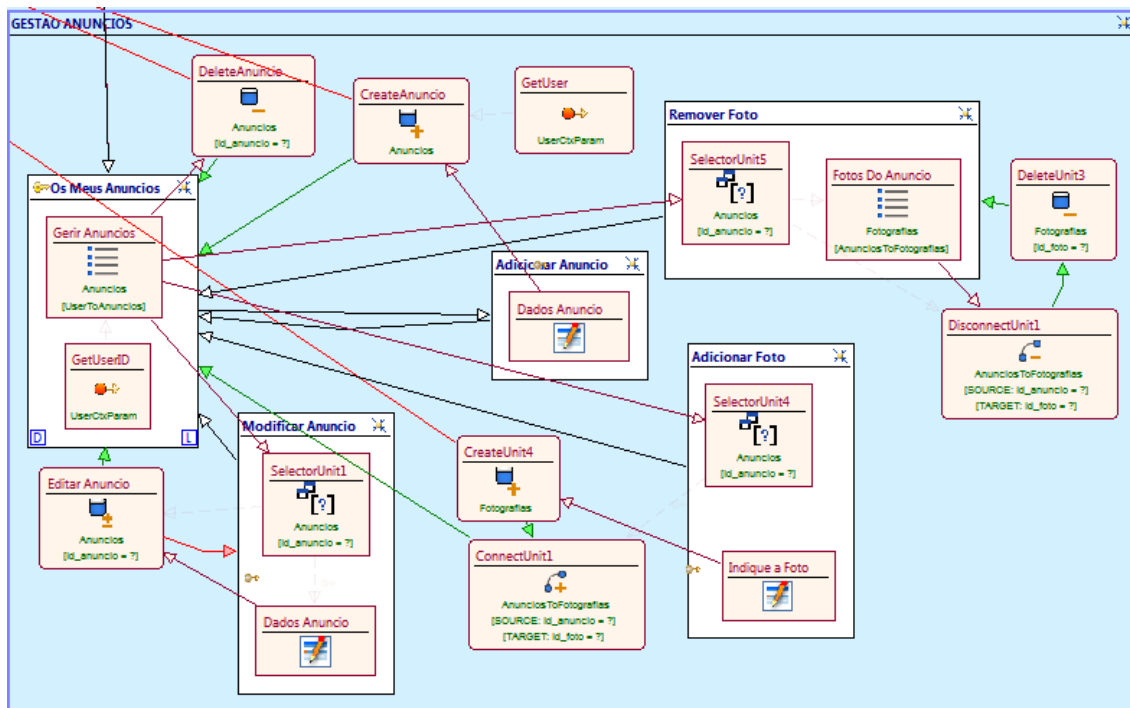 GESTÃO ANUNCIOS
DeleteAnuncio
Anuncios
[id_anuncio = ?]
CreateAnuncio
Anuncios
GetUser
UserCtxParam
Remover Foto
SelectorUnit5
Anuncios
[id_anuncio = ?]
Fotos Do Anuncio
Fotografias
[AnunciosToFotografias]
DeleteUnit3
Fotografias
[id_foto = ?]
Os Meus Anuncios
Gerir Anuncios
Anuncios
[UserToAnuncios]
GetUserID
UserCtxParam
D
L
Adicionar Anuncio
Dados Anuncio
DisconnectUnit1
AnunciosToFotografias
[SOURCE: id_anuncio = ?]
[TARGET: id_foto = ?]
Adicionar Foto
SelectorUnit4
Anuncios
[id_anuncio = ?]
Indique a Foto
Modificar Anuncio
SelectorUnit1
Anuncios
[id_anuncio = ?]
Dados Anuncio
CreateUnit4
Fotografias
Editar Anuncio
Anuncios
[id_anuncio = ?]
ConnectUnit1
AnunciosToFotografias
[SOURCE: id_anuncio = ?]
[TARGET: id_foto = ?]